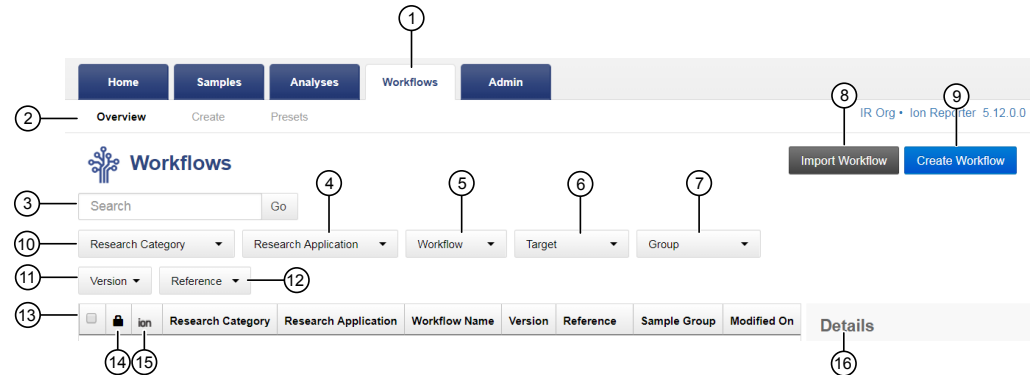 1
Home Samples Analyses Workflows Admin
8 9
2 Overview Create Presets IR Org • Ion Reporter 5.12.0.0
Workflows Import Workflow Create Workflow
4 5 6 7
3 Search Go
10 Research Category Research Application Workflow Target Group
11 Version Reference 12
13 ion Research Category Research Application Workflow Name Version Reference Sample Group Modified On Details
14 15 16